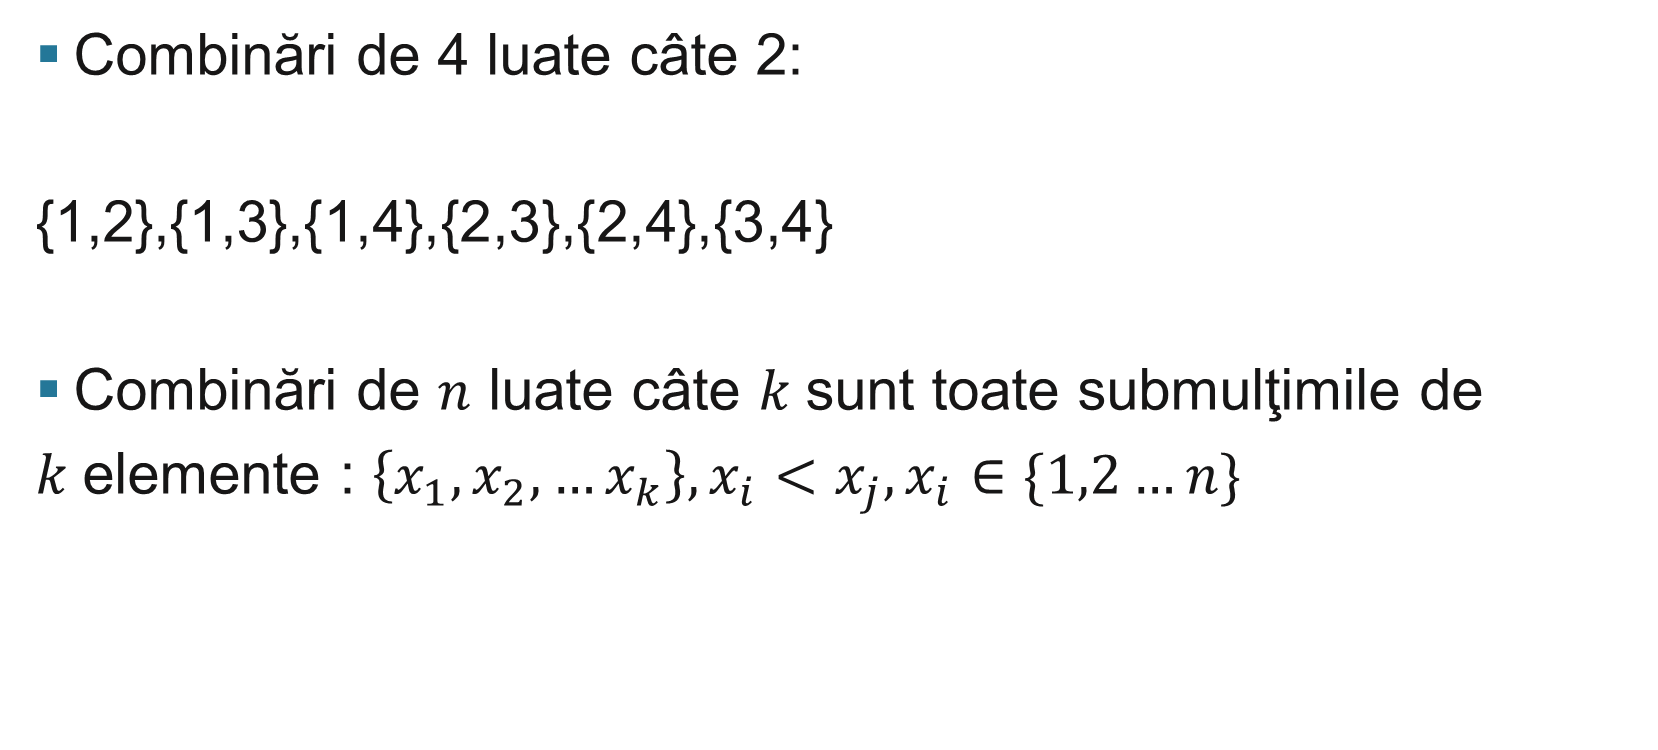 ▪ Combinări de 4 luate câte 2:
{1,2},{1,3},{1,4},{2,3},{2,4},{3,4}
▪ Combinări de 𝑛 luate câte 𝑘 sunt toate submulţimile de
𝑘 elemente : {𝑥₁, 𝑥₂, … 𝑥ₖ}, 𝑥ᵢ < 𝑥ⱼ, 𝑥ᵢ ∈ {1,2 … 𝑛}